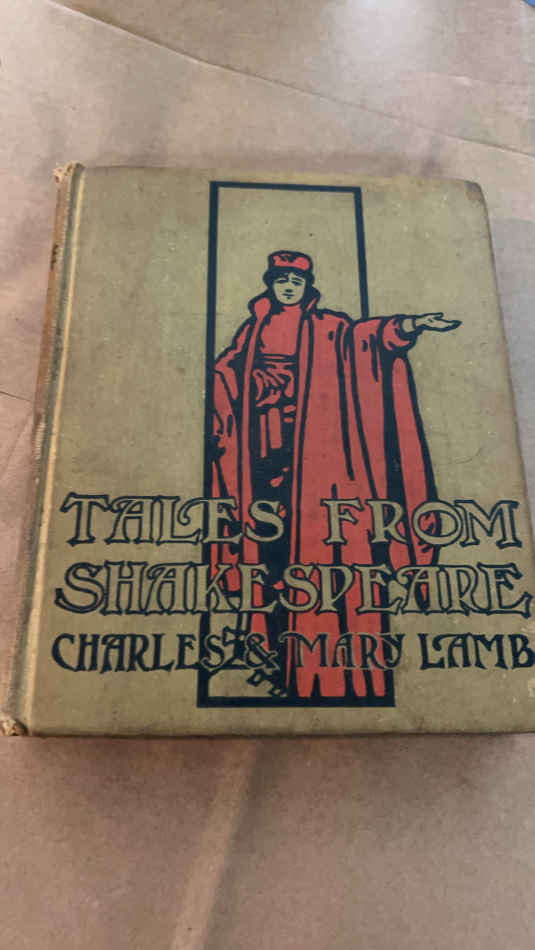 TALES FROM
SHAKESPEARE
CHARLES & MARY LAMB